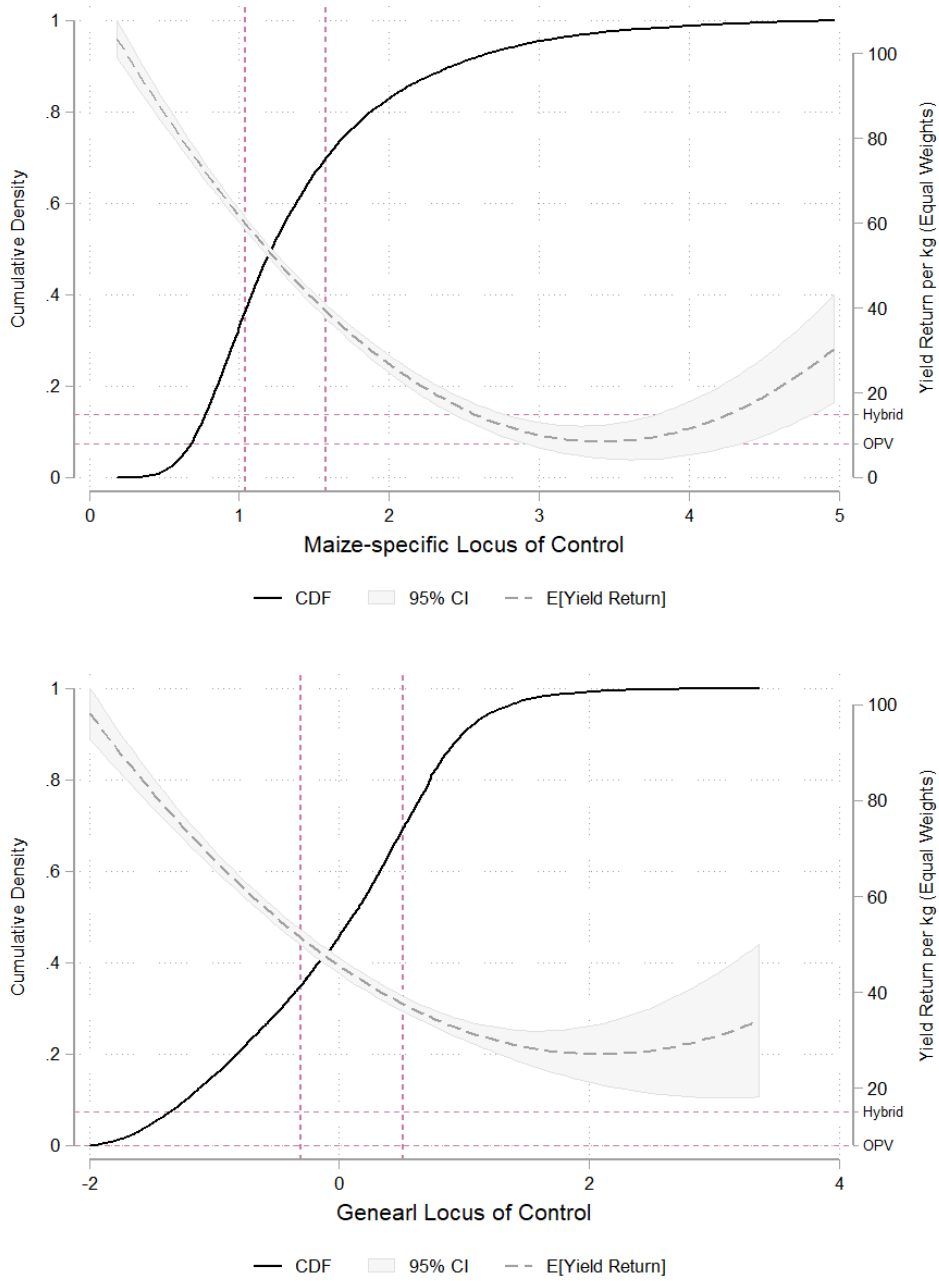 1
.8
.6
.4
.2
0
Cumulative Density
100
80
60
40
20
Hybrid
OPV
0
Yield Return per kg (Equal Weights)
0 1 2 3 4 5
Maize-specific Locus of Control
CDF 95% CI E[Yield Return]
1
.8
.6
.4
.2
0
Cumulative Density
100
80
60
40
20
Hybrid
OPV
Yield Return per kg (Equal Weights)
-2 0 2 4
Genearl Locus of Control
CDF 95% CI E[Yield Return]